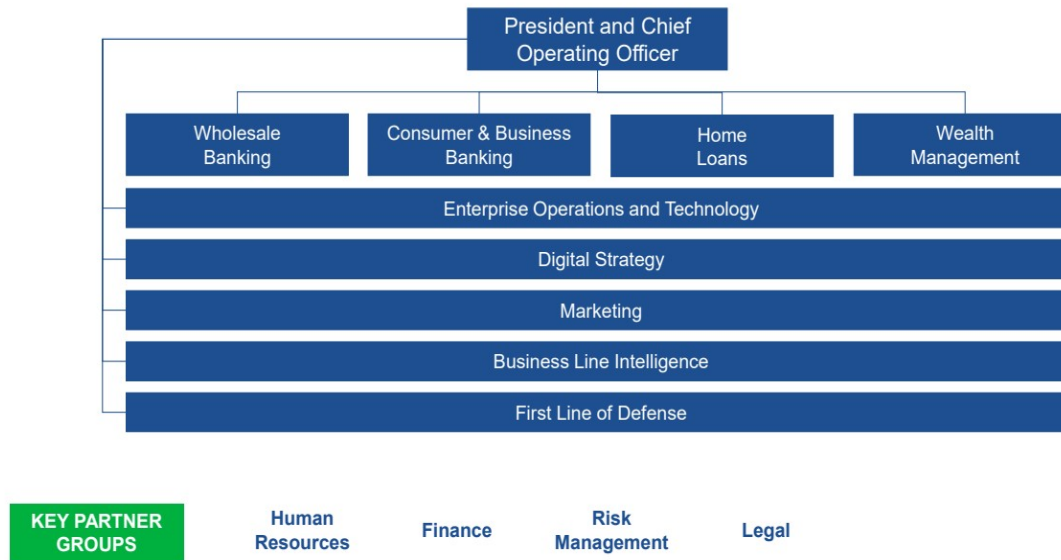 President and Chief
Operating Officer
Wholesale
Banking
Consumer & Business
Banking
Home
Loans
Wealth
Management
Enterprise Operations and Technology
Digital Strategy
Marketing
Business Line Intelligence
First Line of Defense
KEY PARTNER
GROUPS
Human
Resources
Finance
Risk
Management
Legal